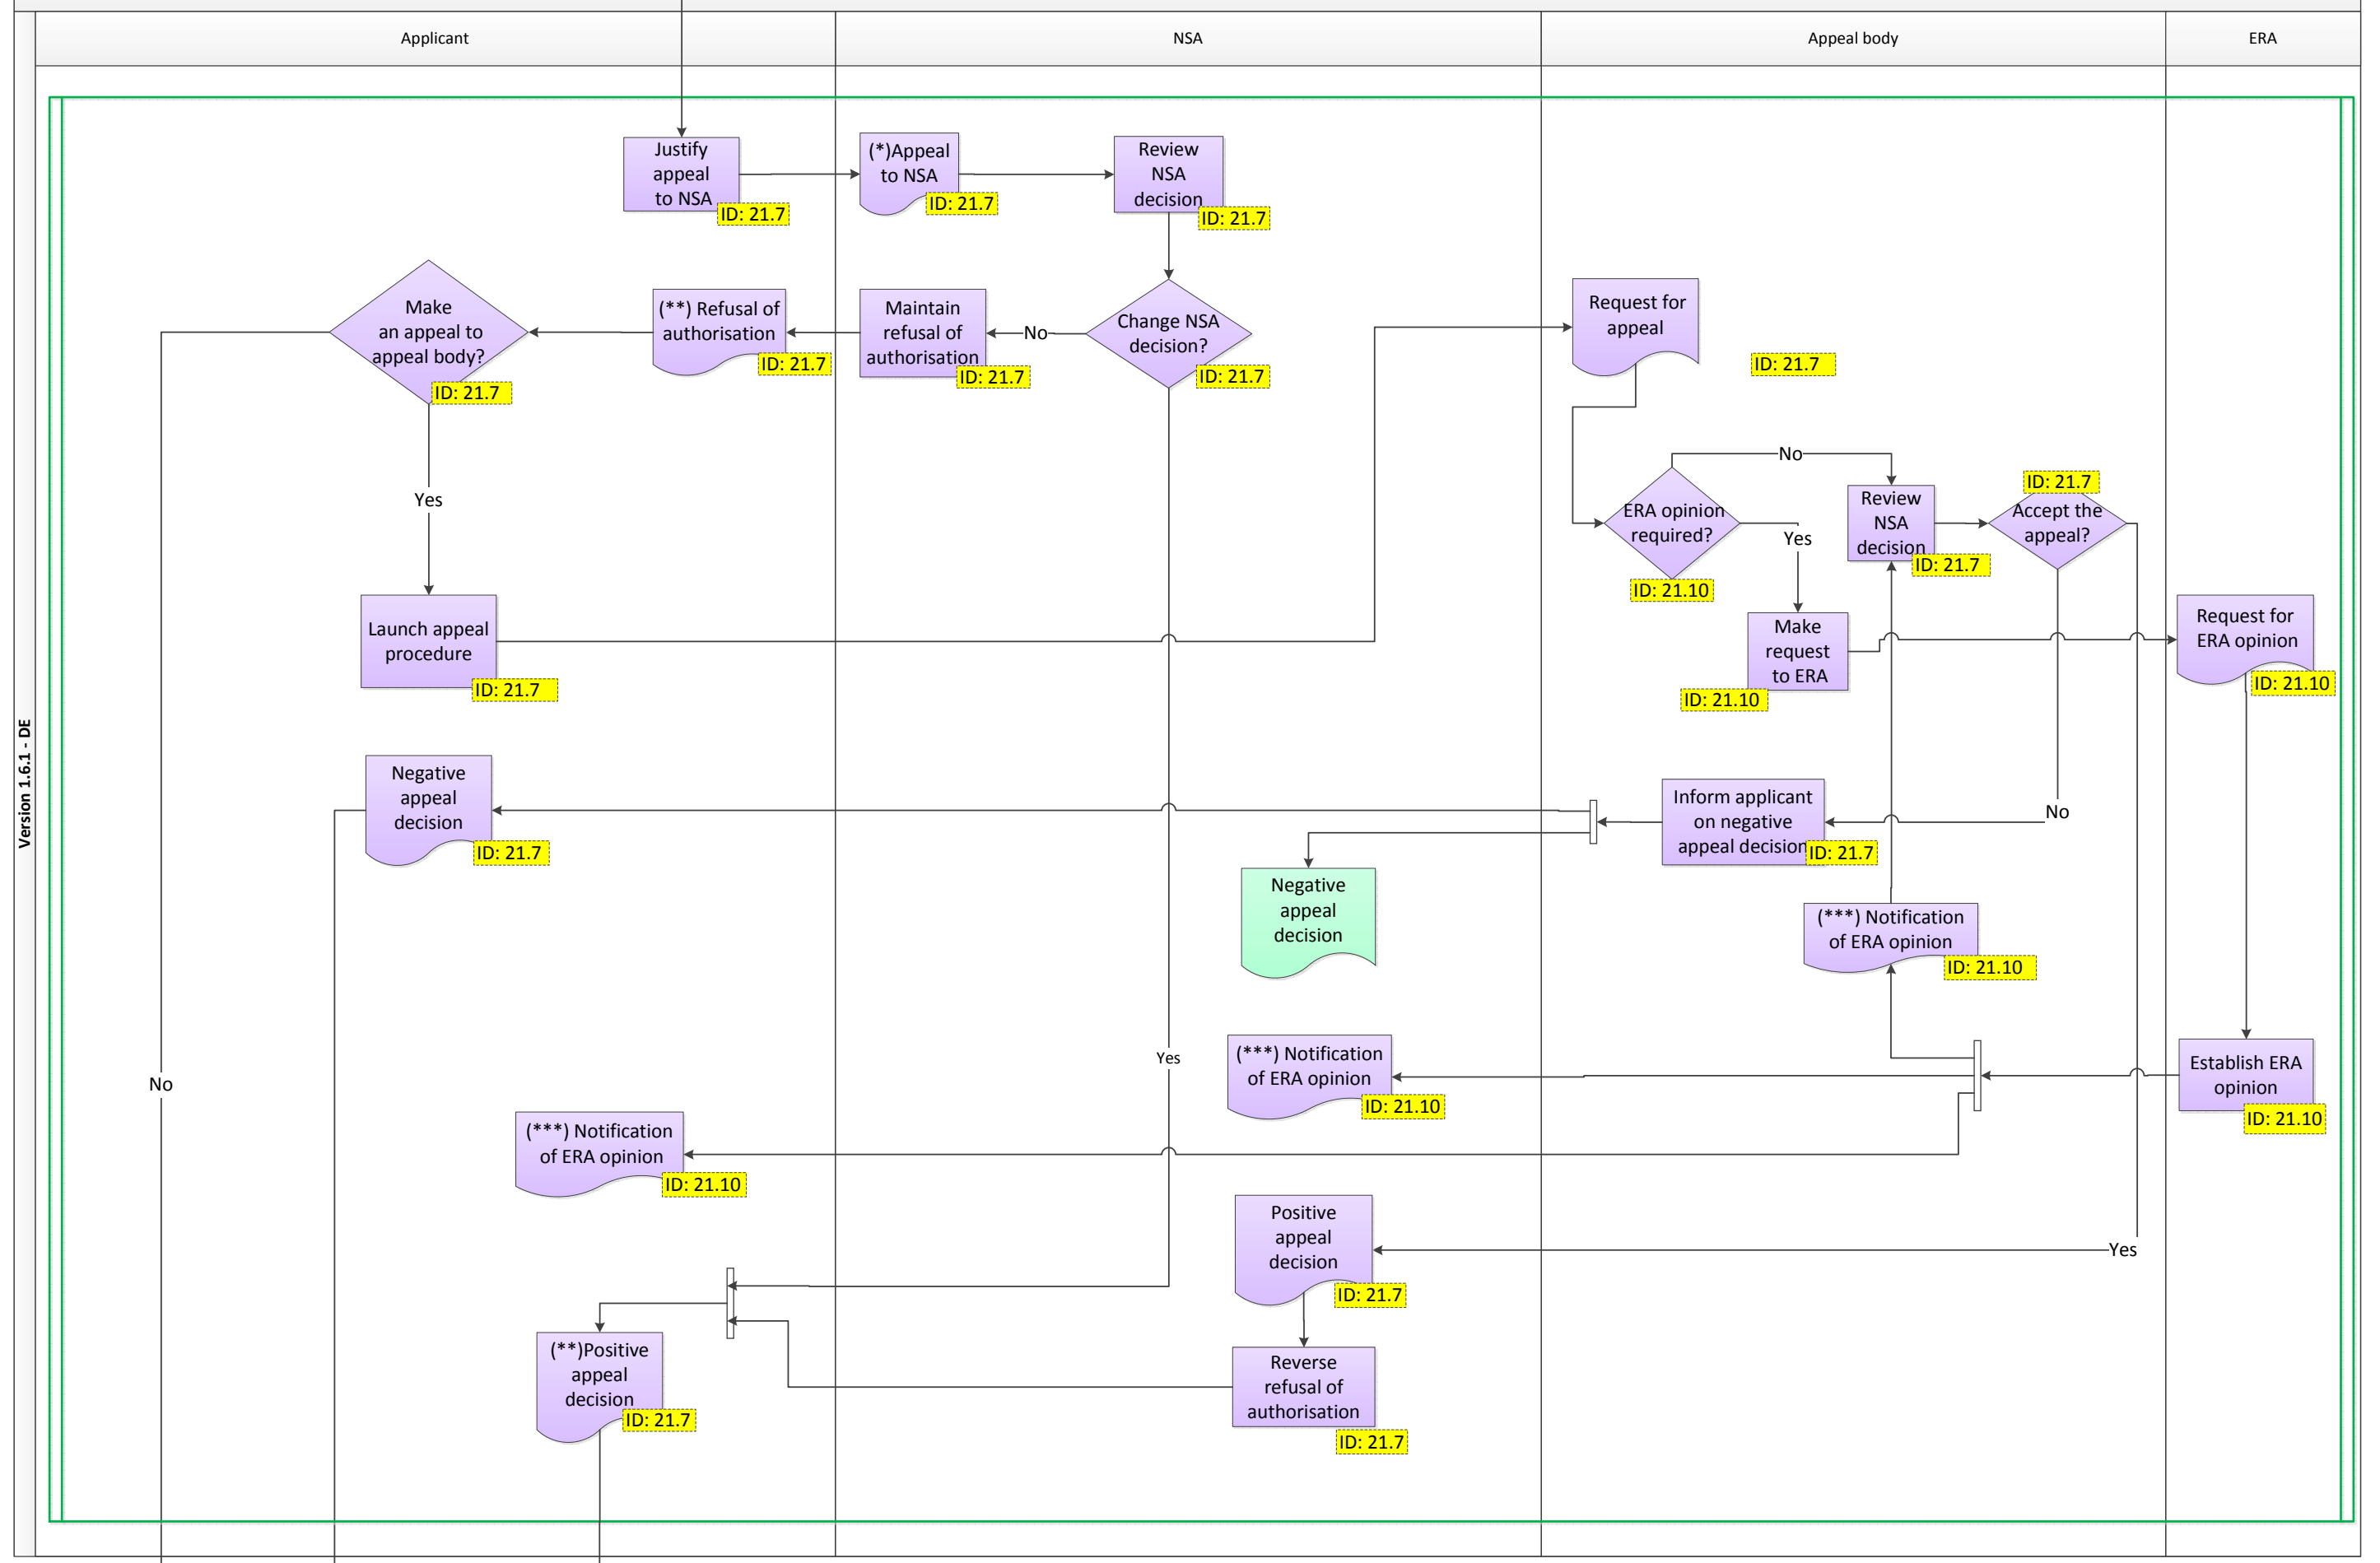 Applicant
NSA
Appeal body
ERA
Version 1.6.1 - DE
Justify
appeal
to NSA
ID: 21.7
(*)Appeal
to NSA
ID: 21.7
Review
NSA
decision
ID: 21.7
Make
an appeal to
appeal body?
ID: 21.7
(**) Refusal of
authorisation
ID: 21.7
Maintain
refusal of
authorisation
ID: 21.7
No
Change NSA
decision?
ID: 21.7
Request for
appeal
ID: 21.7
Yes
No
ERA opinion
required?
ID: 21.10
Yes
Review
NSA
decision
ID: 21.7
ID: 21.7
Accept the
appeal?
Launch appeal
procedure
ID: 21.7
Make
request
to ERA
ID: 21.10
Request for
ERA opinion
ID: 21.10
Negative
appeal
decision
ID: 21.7
Inform applicant
on negative
appeal decision
ID: 21.7
No
Negative
appeal
decision
(***) Notification
of ERA opinion
ID: 21.10
No
Yes
(***) Notification
of ERA opinion
ID: 21.10
Establish ERA
opinion
ID: 21.10
(***) Notification
of ERA opinion
ID: 21.10
Positive
appeal
decision
ID: 21.7
Yes
(**)Positive
appeal
decision
ID: 21.7
Reverse
refusal of
authorisation
ID: 21.7